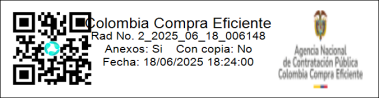 Colombia Compra Eficiente
Rad No. 2_2025_06_18_006148
Anexos: Si Con copia: No
Fecha: 18/06/2025 18:24:00
Agencia Nacional
de Contratación Pública
Colombia Compra Eficiente